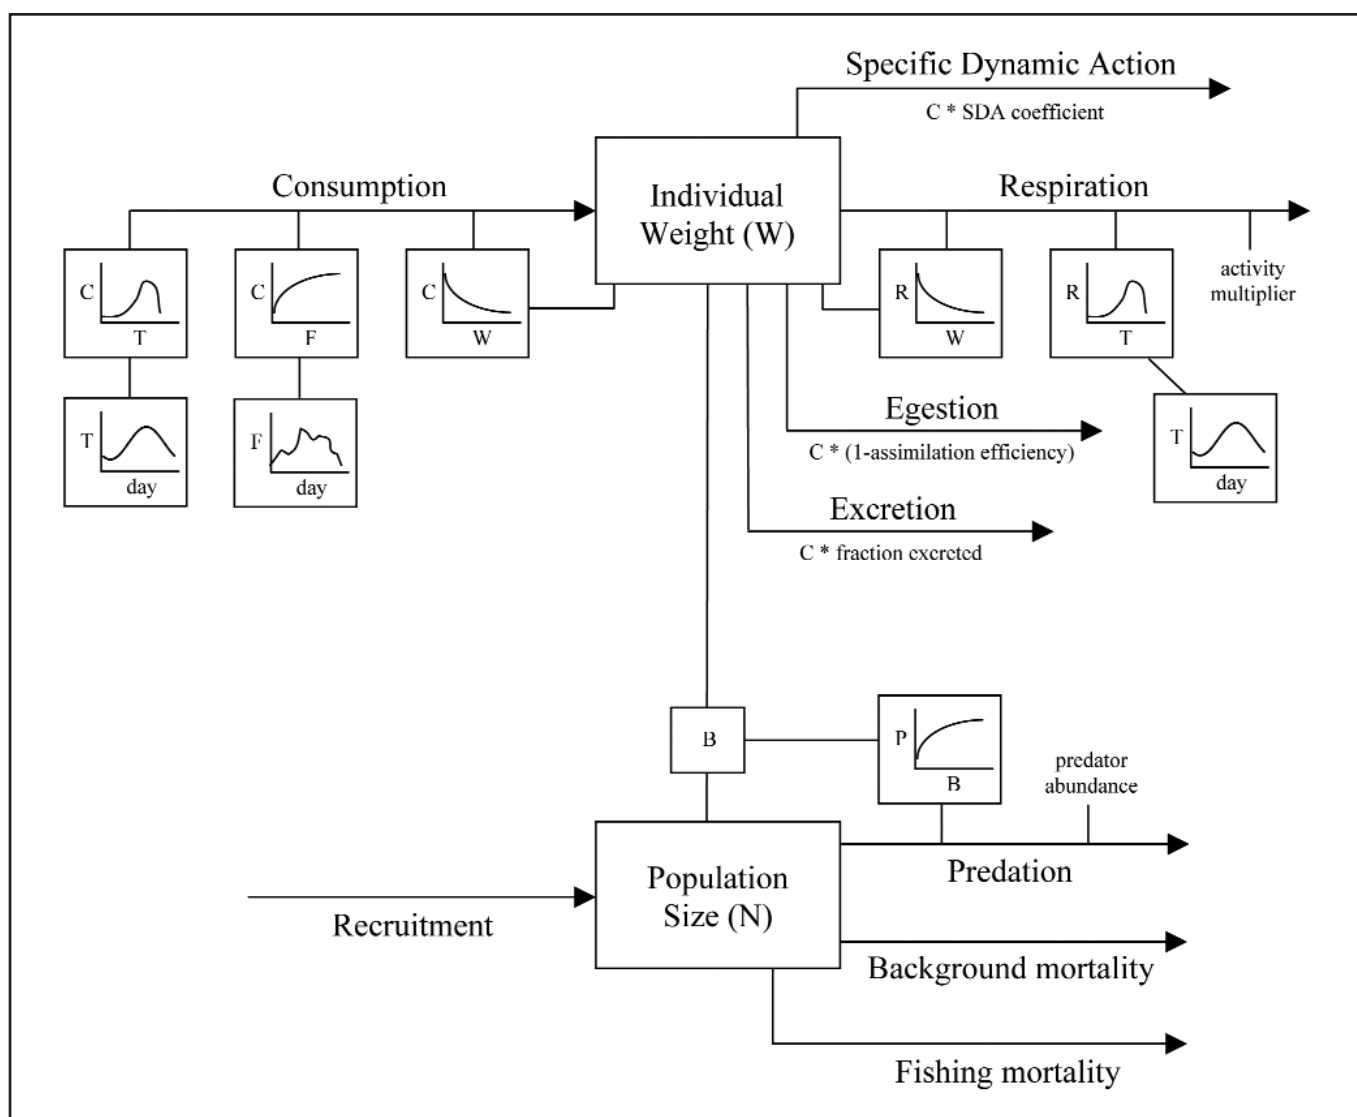 Specific Dynamic Action
C * SDA coefficient
Consumption
Individual
Weight (W)
Respiration
C
T
C
F
C
W
R
W
R
T
activity
multiplier
T
day
F
day
T
day
Egestion
C * (1-assimilation efficiency)
Excretion
C * fraction excreted
B
P
B
predator
abundance
Population
Size (N)
Predation
Recruitment
Background mortality
Fishing mortality